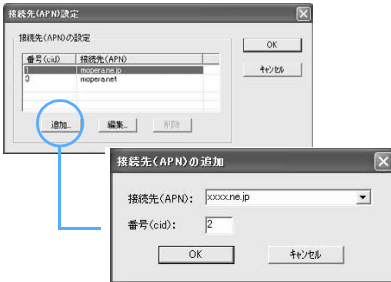 接続先(APN)設定
接続先(APN)の設定
番号(cid) 接続先(APN)
1 mopera.ne.jp
3 mopera.net
追加... 編集... 削除
OK
キャンセル
接続先(APN)の追加
接続先(APN): xxxx.ne.jp
番号(cid): 2
OK キャンセル